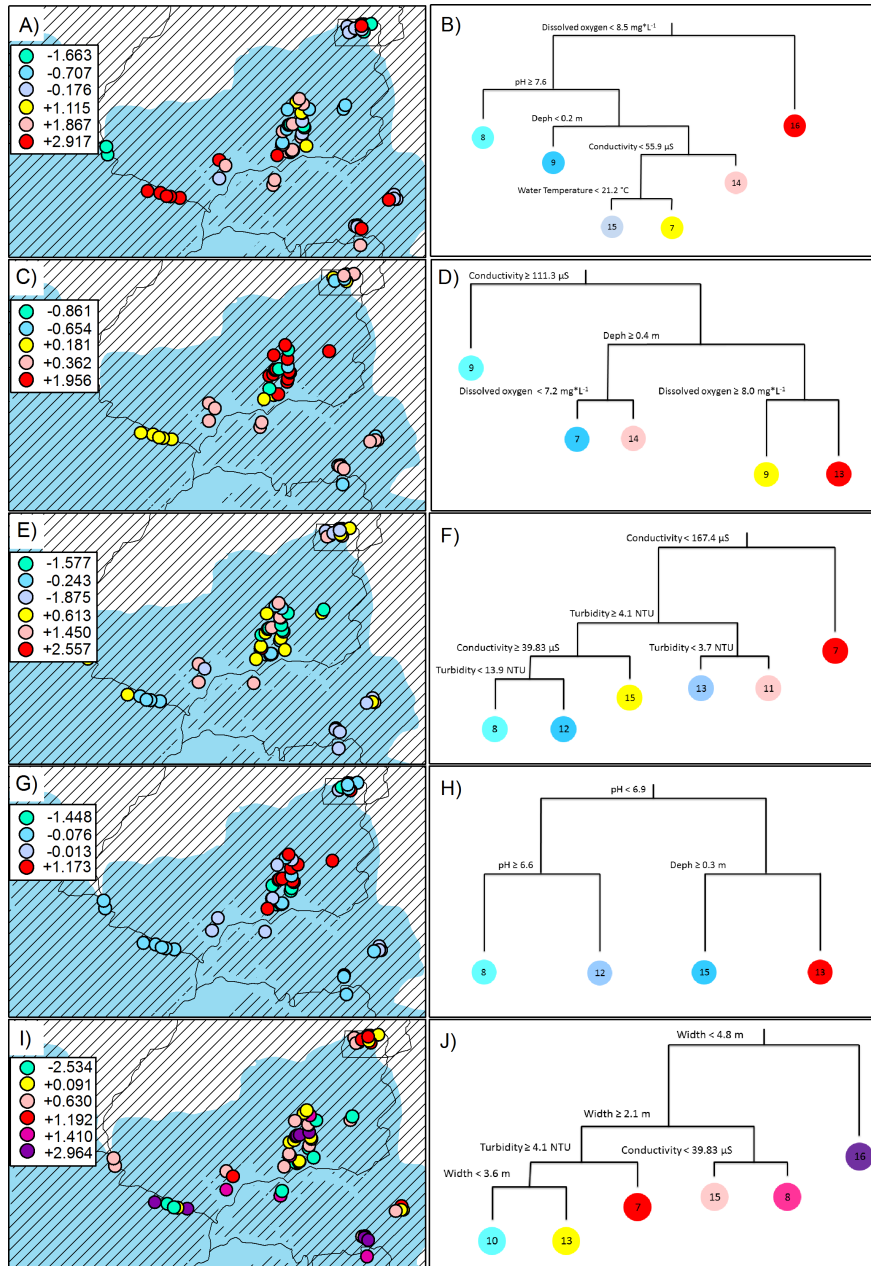 A)
-1.663
-0.707
-0.176
+1.115
+1.867
+2.917
B)
Dissolved oxygen < 8.5 mg*L-1
pH ≥ 7.6
8
Deph < 0.2 m
16
9
Conductivity < 55.9 µS
14
Water Temperature < 21.2 °C
15
7
C)
-0.861
-0.654
+0.181
+0.362
+1.956
D)
Conductivity ≥ 111.3 µS
9
Deph ≥ 0.4 m
Dissolved oxygen < 7.2 mg*L-1
Dissolved oxygen ≥ 8.0 mg*L-1
7
14
9
13
E)
-1.577
-0.243
-1.875
+0.613
+1.450
+2.557
F)
Conductivity < 167.4 µS
Turbidity ≥ 4.1 NTU
7
Conductivity ≥ 39.83 µS
Turbidity < 3.7 NTU
Turbidity < 13.9 NTU
15
13
11
8
12
G)
-1.448
-0.076
-0.013
+1.173
H)
pH < 6.9
pH ≥ 6.6
Deph ≥ 0.3 m
8
12
15
13
I)
-2.534
+0.091
+0.630
+1.192
+1.410
+2.964
J)
Width < 4.8 m
Width ≥ 2.1 m
16
Turbidity ≥ 4.1 NTU
Conductivity < 39.83 µS
Width < 3.6 m
7
15
8
10
13